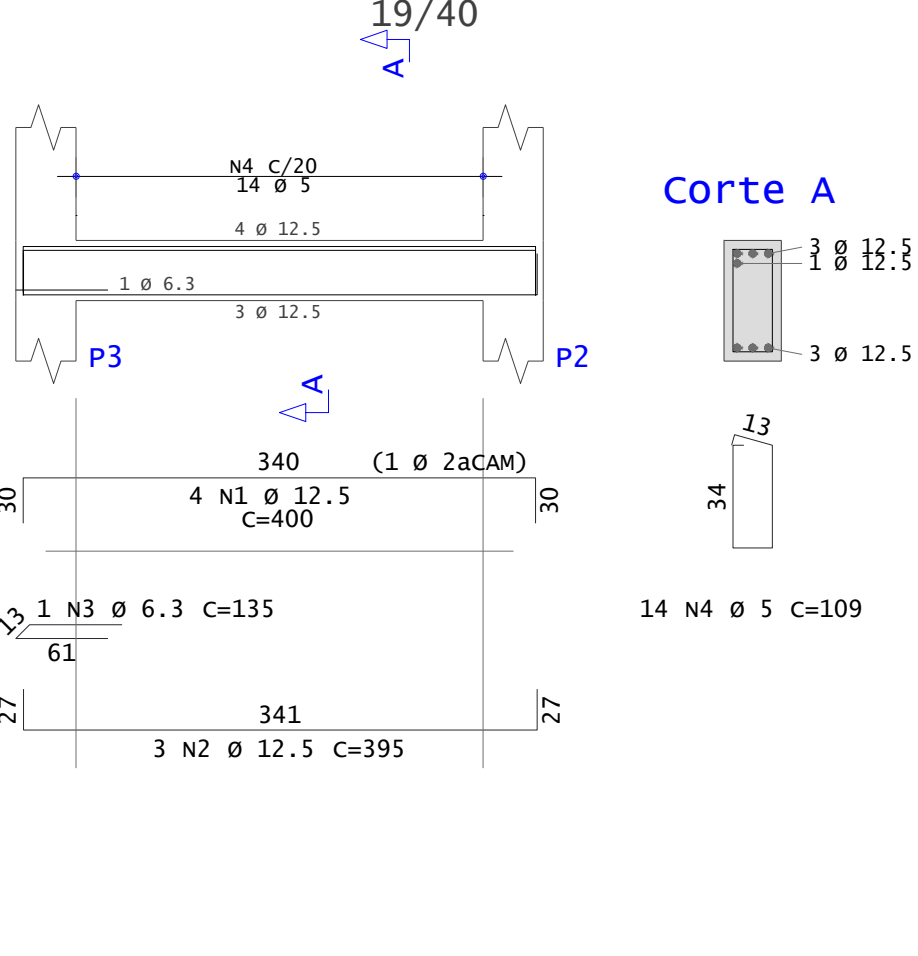 19/40
A
N4 C/20
14 Ø 5
4 Ø 12.5
1 Ø 6.3
3 Ø 12.5
P3
P2
A
Corte A
3 Ø 12.5
1 Ø 12.5
3 Ø 12.5
340 (1 Ø 2aCAM)
30
30
4 N1 Ø 12.5
C=400
13
34
1 N3 Ø 6.3 C=135
13
61
14 N4 Ø 5 C=109
27
341
27
3 N2 Ø 12.5 C=395